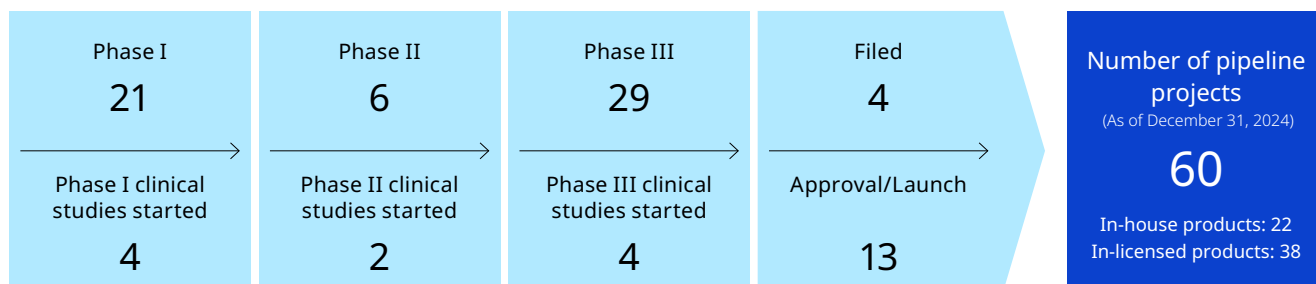 Phase I
21
Phase I clinical
studies started
4
Phase II
6
Phase II clinical
studies started
2
Phase III
29
Phase III clinical
studies started
4
Filed
4
Approval/Launch
13
Number of pipeline
projects
(As of December 31, 2024)
60
In-house products: 22
In-licensed products: 38